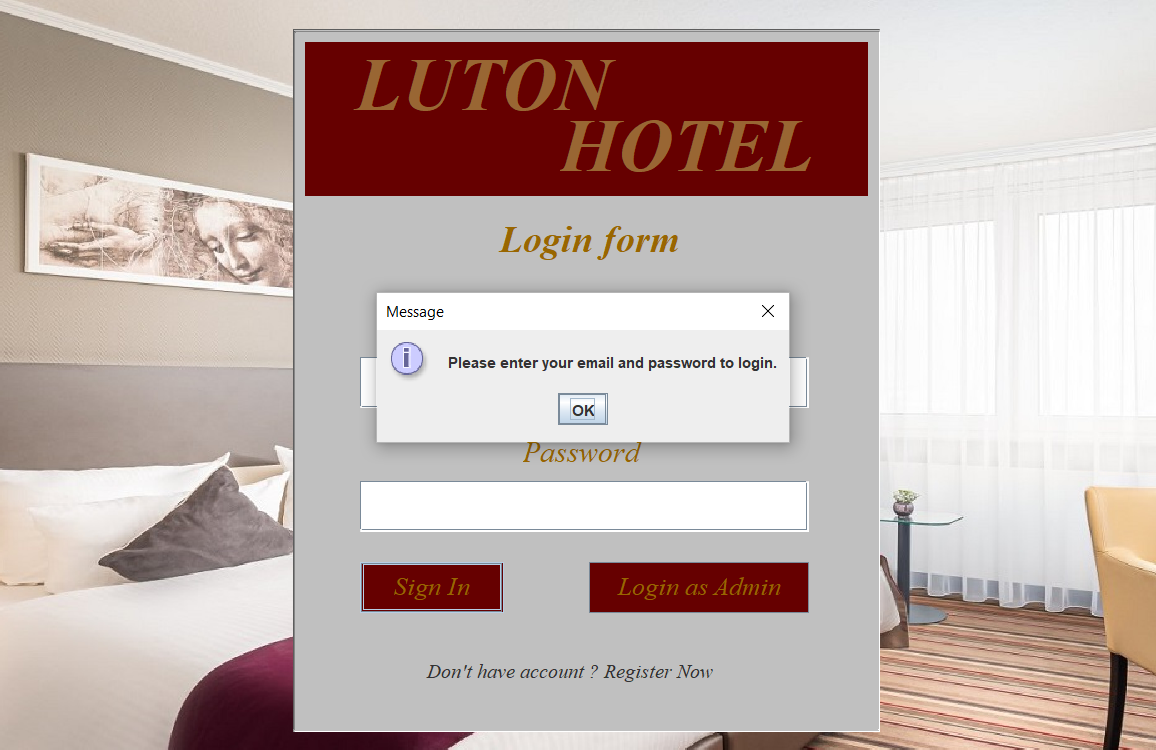 LUTON
HOTEL
Login form
Message
Please enter your email and password to login.
OK
Password
Sign In
Login as Admin
Don't have account ? Register Now